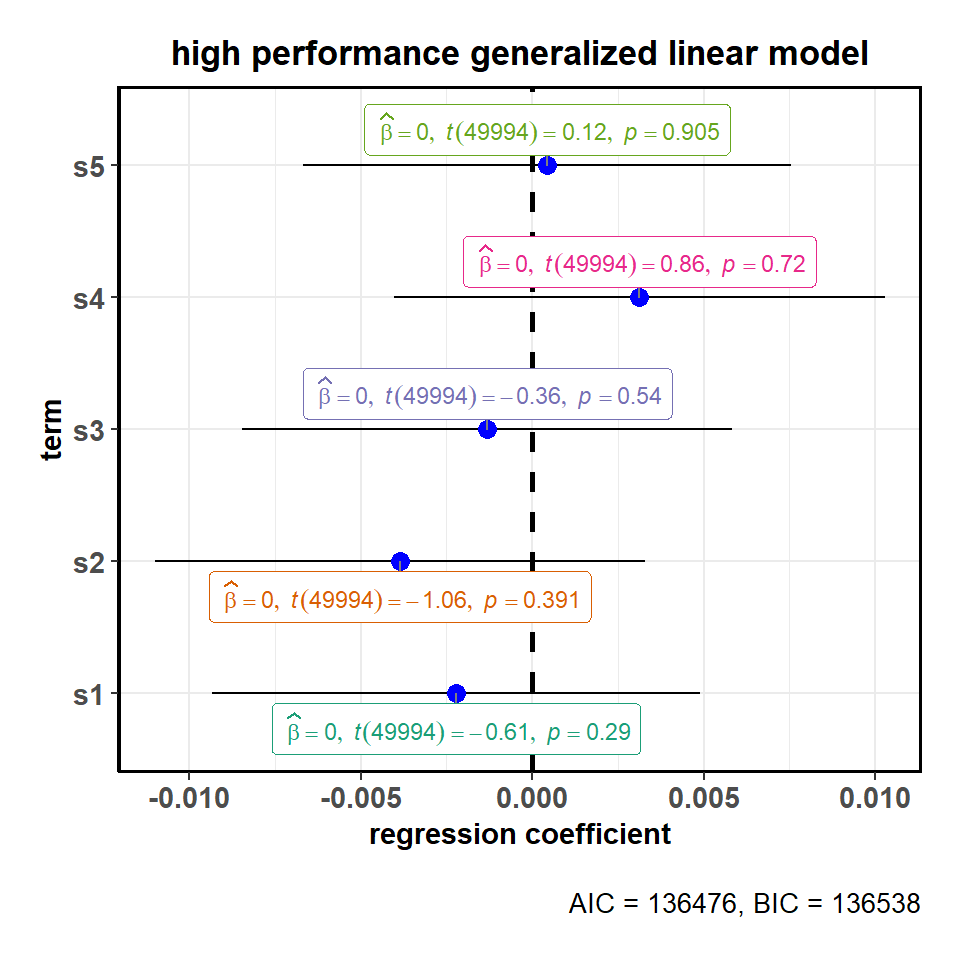 high performance generalized linear model
β̂ = 0, t(49994) = 0.12, p = 0.905
s5
β̂ = 0, t(49994) = 0.86, p = 0.72
s4
β̂ = 0, t(49994) = −0.36, p = 0.54
s3
term
s2
β̂ = 0, t(49994) = −1.06, p = 0.391
s1
β̂ = 0, t(49994) = −0.61, p = 0.29
-0.010 -0.005 0.000 0.005 0.010
regression coefficient
AIC = 136476, BIC = 136538